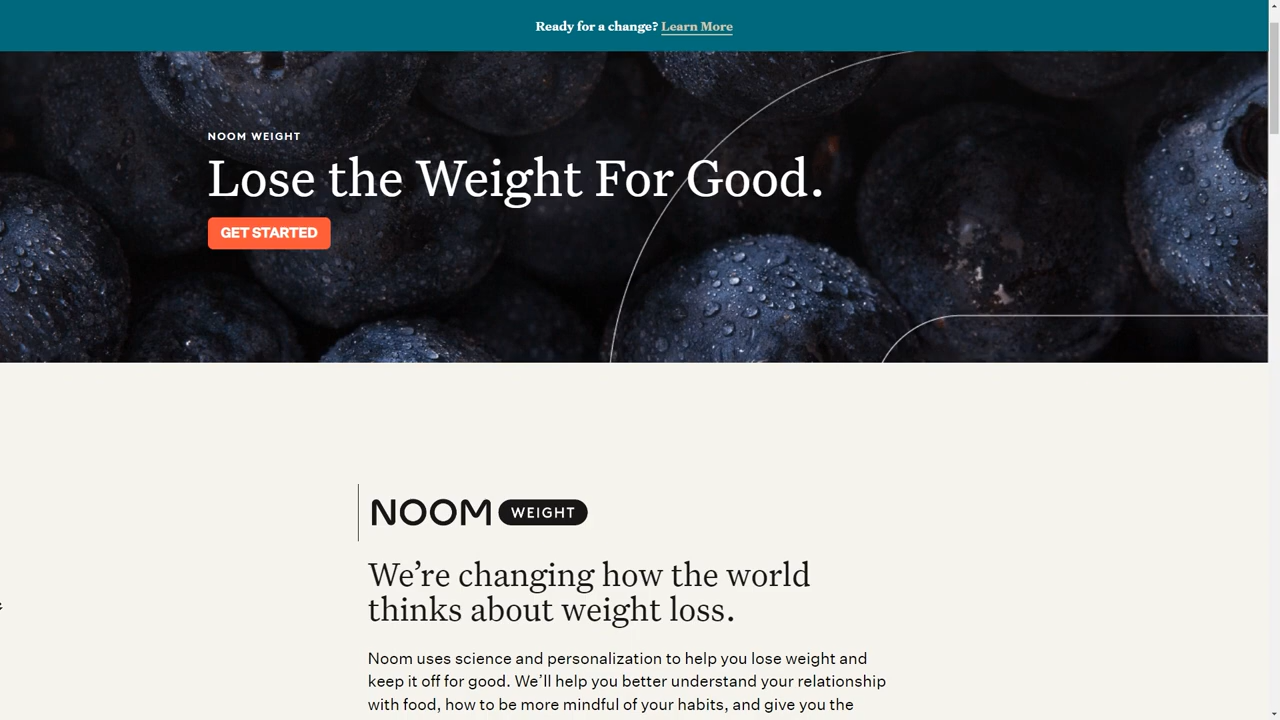 Ready for a change? Learn More
NOOM WEIGHT
Lose the Weight For Good.
GET STARTED
NOOM WEIGHT
We’re changing how the world
thinks about weight loss.
Noom uses science and personalization to help you lose weight and
keep it off for good. We’ll help you better understand your relationship
with food, how to be more mindful of your habits, and give you the